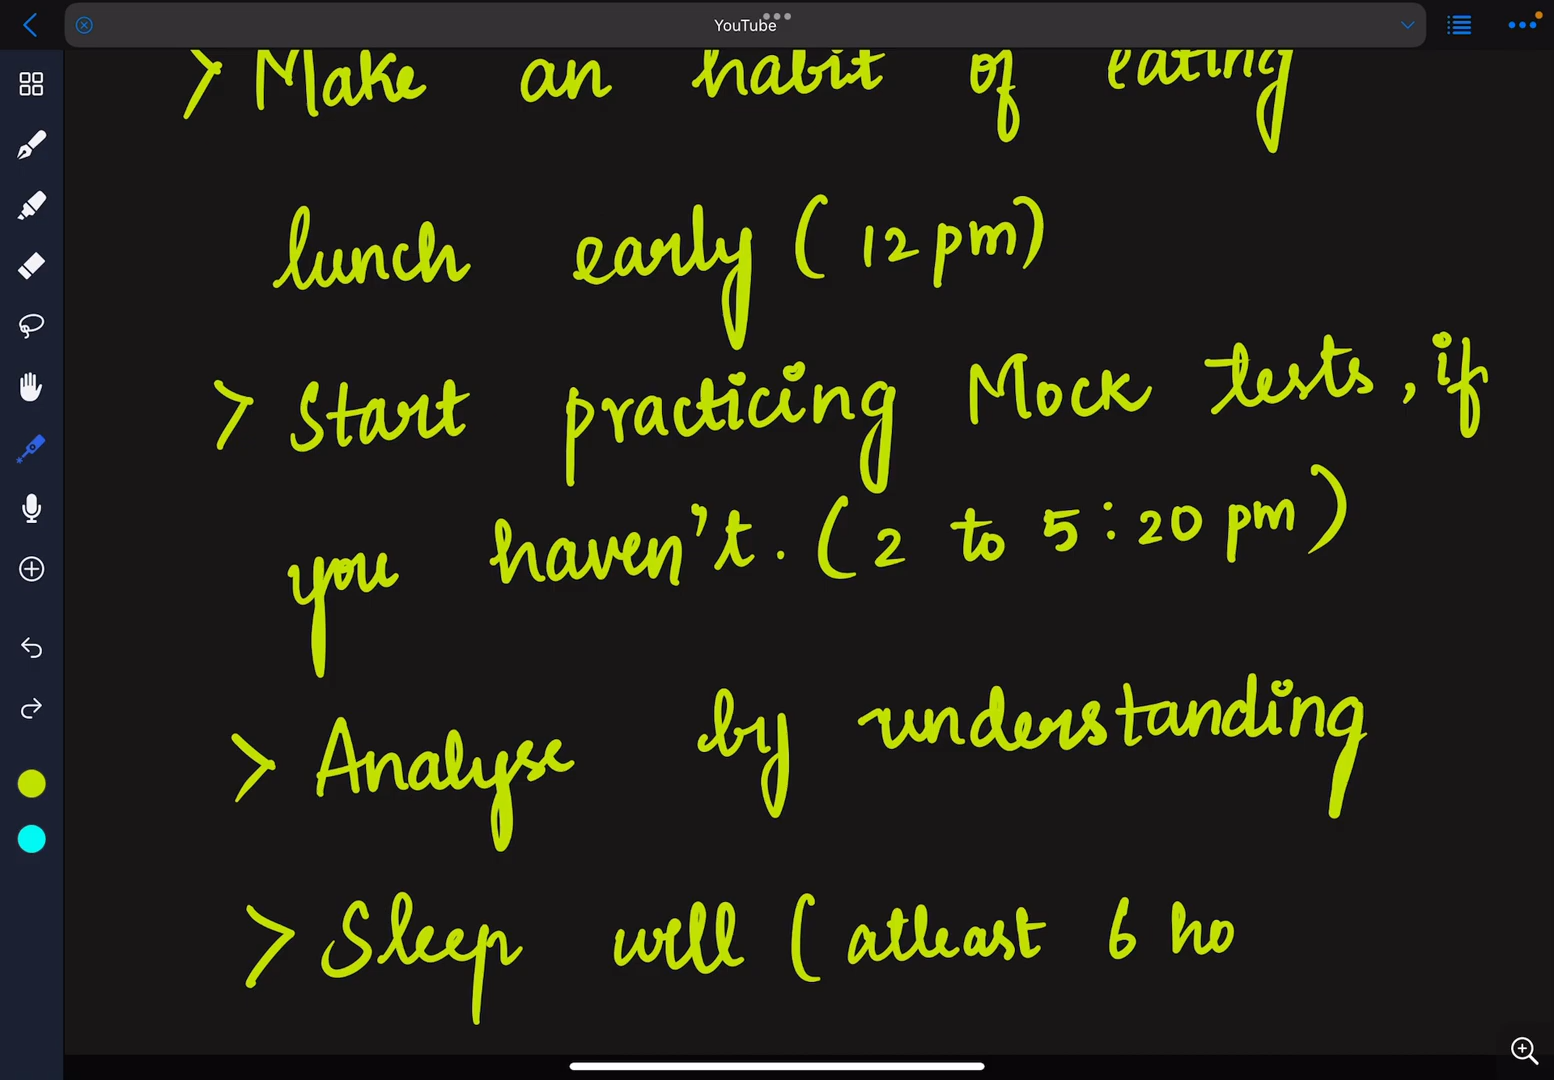 YouTube
> Make an habit of eating
lunch early ( 12 pm )
> Start practicing Mock tests, if
you haven't. ( 2 to 5:20 pm )
> Analyse by understanding
> Sleep well ( atleast 6 ho